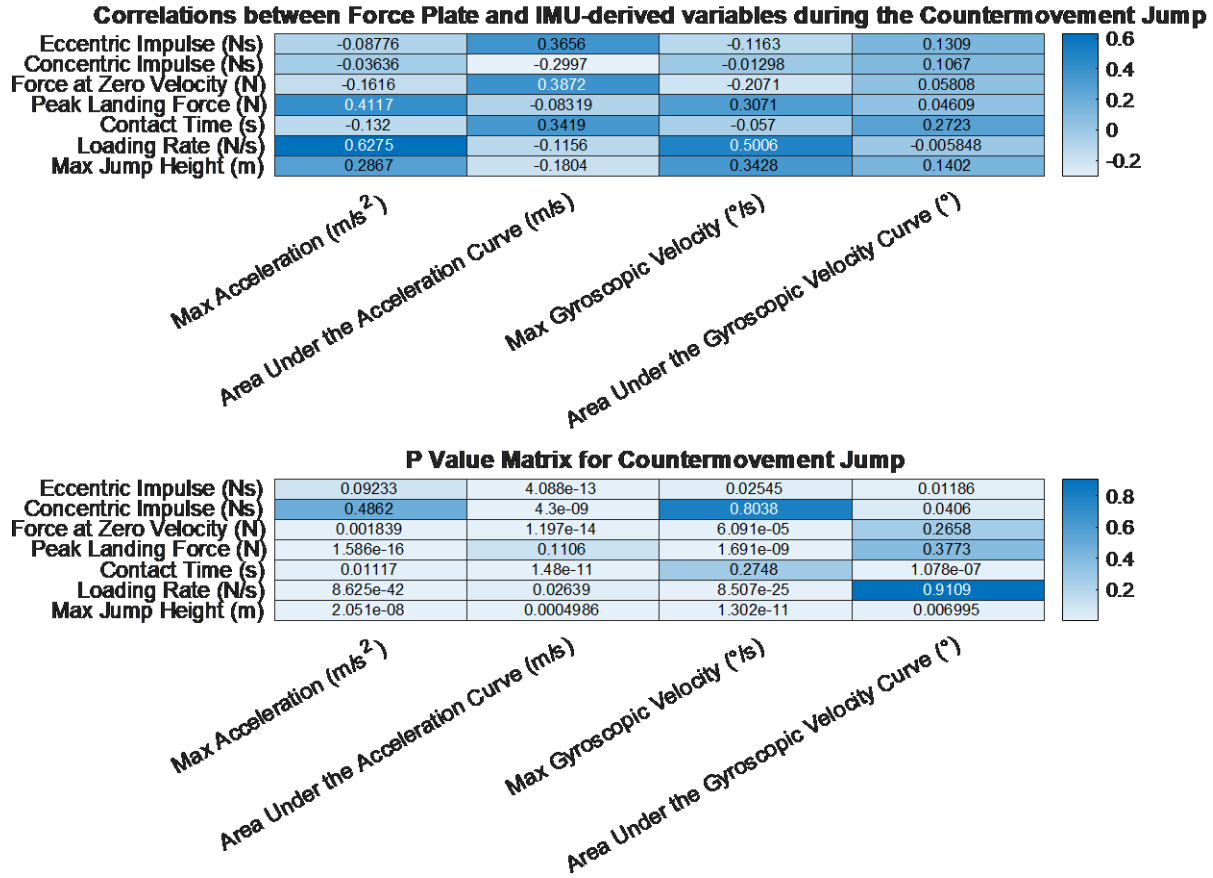 Correlations between Force Plate and IMU-derived variables during the Countermovement Jump
Eccentric Impulse (Ns) -0.08776 0.3656 -0.1163 0.1309
Concentric Impulse (Ns) -0.03636 -0.2997 -0.01298 0.1067
Force at Zero Velocity (N) -0.1616 0.3872 -0.2071 0.05808
Peak Landing Force (N) 0.4117 -0.08319 0.3071 0.04609
Contact Time (s) -0.132 0.3419 -0.057 0.2723
Loading Rate (N/s) 0.6275 -0.1156 0.5006 -0.005848
Max Jump Height (m) 0.2867 -0.1804 0.3428 0.1402
0.6
0.4
0.2
0
-0.2
Max Acceleration (m/s²)
Area Under the Acceleration Curve (m/s)
Max Gyroscopic Velocity (°/s)
Area Under the Gyroscopic Velocity Curve (°)
P Value Matrix for Countermovement Jump
Eccentric Impulse (Ns) 0.09233 4.088e-13 0.02545 0.01186
Concentric Impulse (Ns) 0.4862 4.3e-09 0.8038 0.0406
Force at Zero Velocity (N) 0.001839 1.197e-14 6.091e-05 0.2658
Peak Landing Force (N) 1.586e-16 0.1106 1.691e-09 0.3773
Contact Time (s) 0.01117 1.48e-11 0.2748 1.078e-07
Loading Rate (N/s) 8.625e-42 0.02639 8.507e-25 0.9109
Max Jump Height (m) 2.051e-08 0.0004986 1.302e-11 0.006995
0.8
0.6
0.4
0.2
Max Acceleration (m/s²)
Area Under the Acceleration Curve (m/s)
Max Gyroscopic Velocity (°/s)
Area Under the Gyroscopic Velocity Curve (°)